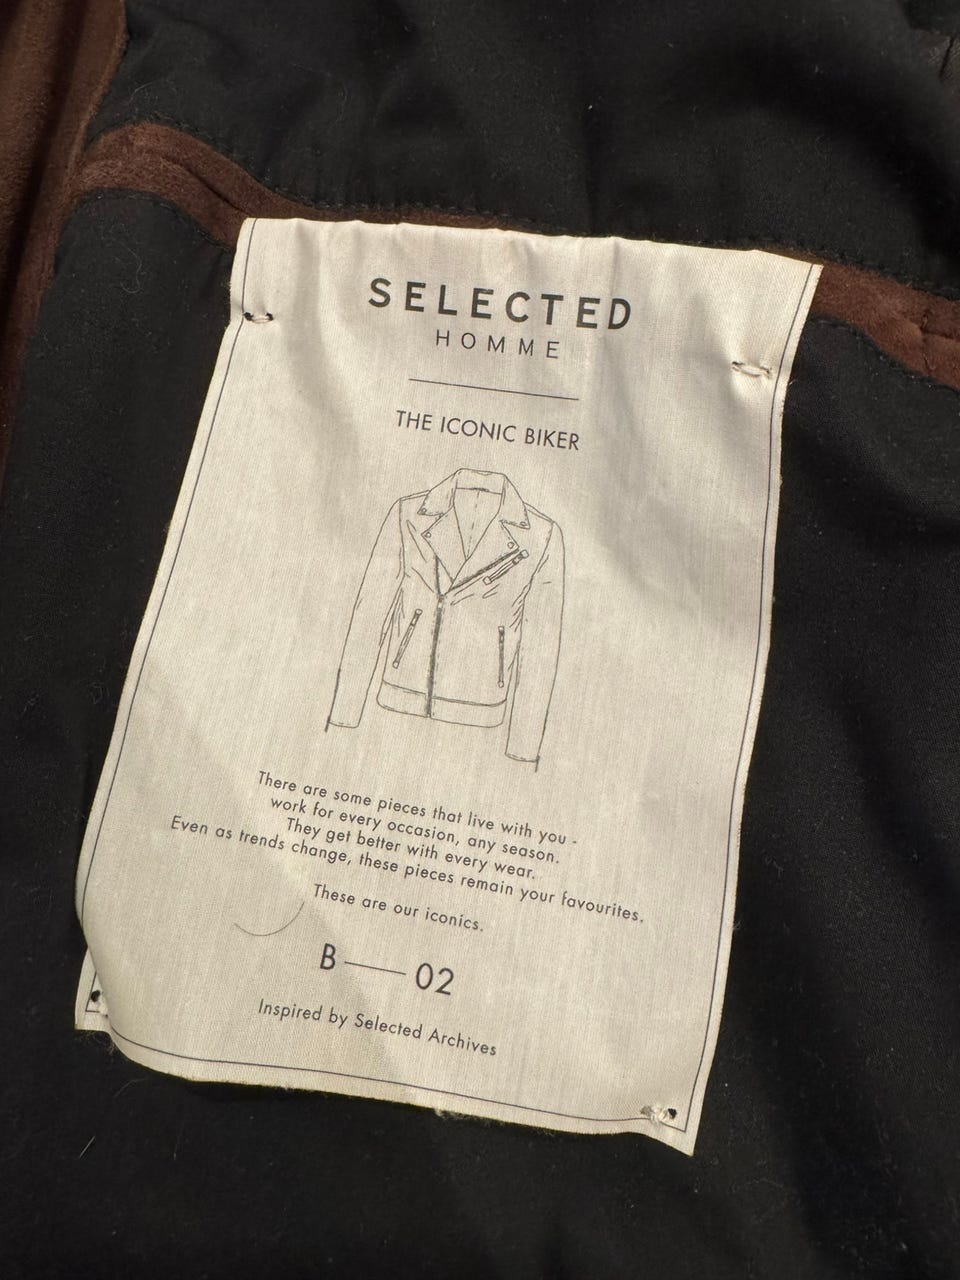 SELECTED
HOMME
THE ICONIC BIKER
There are some pieces that live with you -
work for every occasion, any season.
They get better with every wear.
Even as trends change, these pieces remain your favourites.
These are our iconics.
B — 02
Inspired by Selected Archives